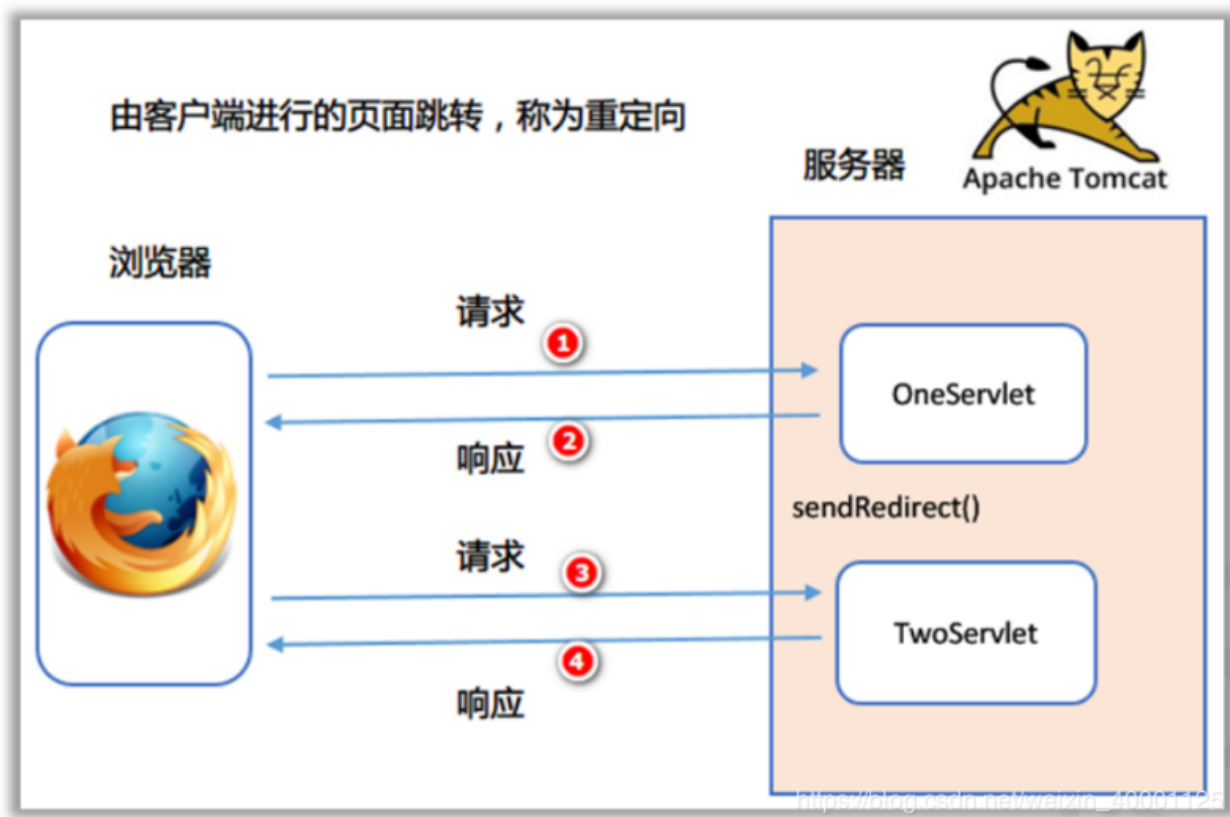 由客户端进行的页面跳转，称为重定向
服务器
Apache Tomcat
浏览器
请求
1
OneServlet
2
响应
sendRedirect()
请求
3
TwoServlet
4
响应
https://blog.csdn.net/weixin_40001125